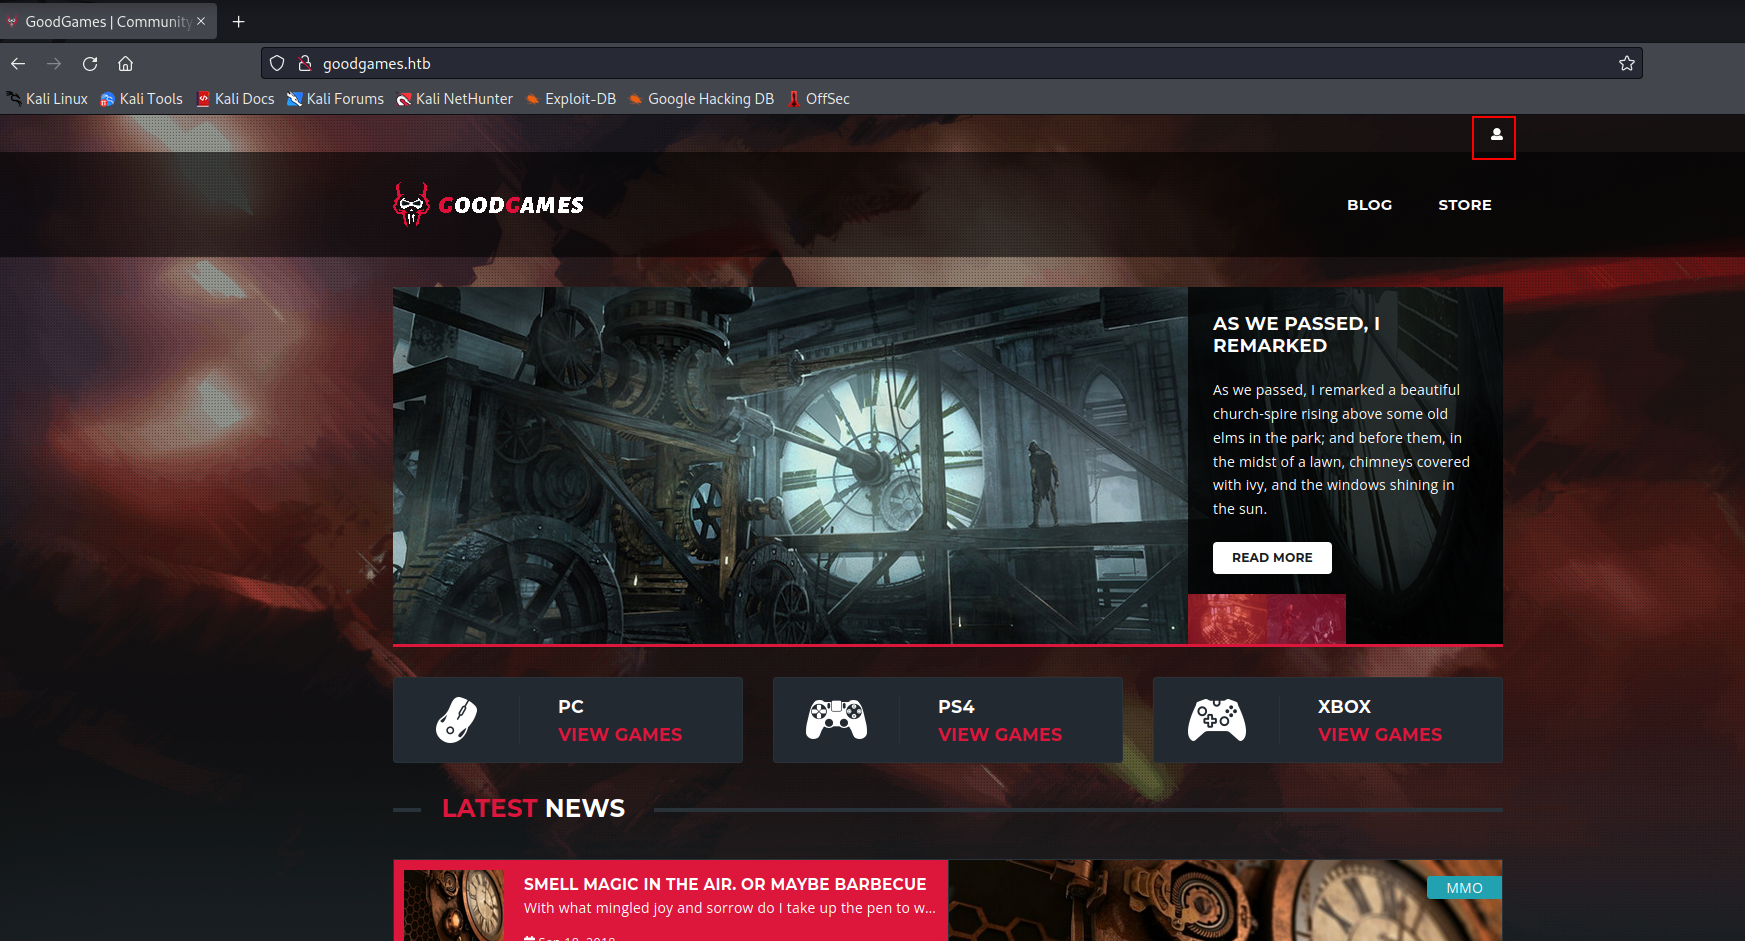 GoodGames | Community
goodgames.htb
Kali Linux
Kali Tools
Kali Docs
Kali Forums
Kali NetHunter
Exploit-DB
Google Hacking DB
OffSec
GOODGAMES
BLOG
STORE
AS WE PASSED, I
REMARKED
As we passed, I remarked a beautiful
church-spire rising above some old
elms in the park; and before them, in
the midst of a lawn, chimneys covered
with ivy, and the windows shining in
the sun.
READ MORE
PC
VIEW GAMES
PS4
VIEW GAMES
XBOX
VIEW GAMES
LATEST NEWS
SMELL MAGIC IN THE AIR. OR MAYBE BARBECUE
With what mingled joy and sorrow do I take up the pen to w...
MMO
Sep 18, 2018